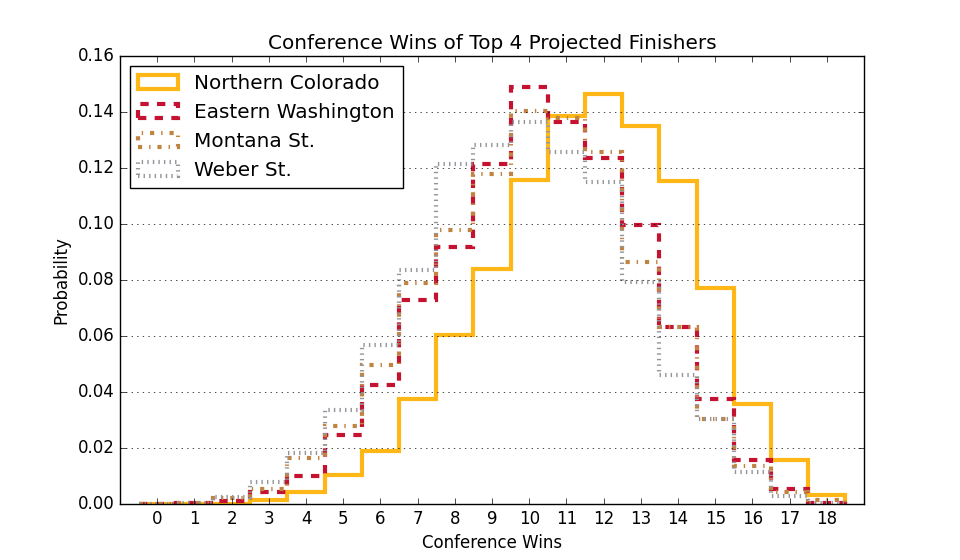 Conference Wins of Top 4 Projected Finishers
0.16
0.14
0.12
0.10
0.08
0.06
0.04
0.02
0.00
Probability
Northern Colorado
Eastern Washington
Montana St.
Weber St.
0 1 2 3 4 5 6 7 8 9 10 11 12 13 14 15 16 17 18
Conference Wins